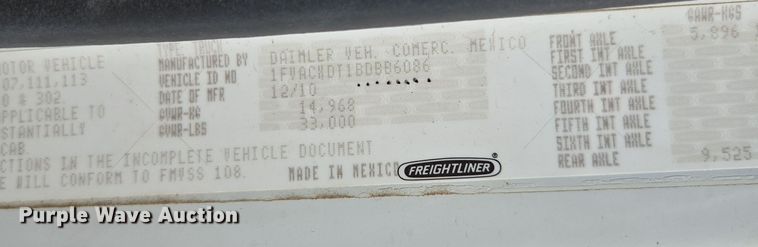 GAWR-KGS
TYPE: TRUCK
MOTOR VEHICLE MANUFACTURED BY DAIMLER VEH. COMERC. MEXICO FRONT AXLE 5,896
07,111,113 VEHICLE ID NO 1FVACXDT1BDBB6086 FIRST INT AXLE
0 & 302. DATE OF MFR 12/10 SECOND INT AXLE
APPLICABLE TO GVWR-KG 14,968 THIRD INT AXLE
STANTIALLY GVWR-LBS 33,000 FOURTH INT AXLE
CAB. FIFTH INT AXLE
CTIONS IN THE INCOMPLETE VEHICLE DOCUMENT SIXTH INT AXLE
E WILL CONFORM TO FMVSS 108. MADE IN MEXICO FREIGHTLINER REAR AXLE 9,525
Purple Wave Auction